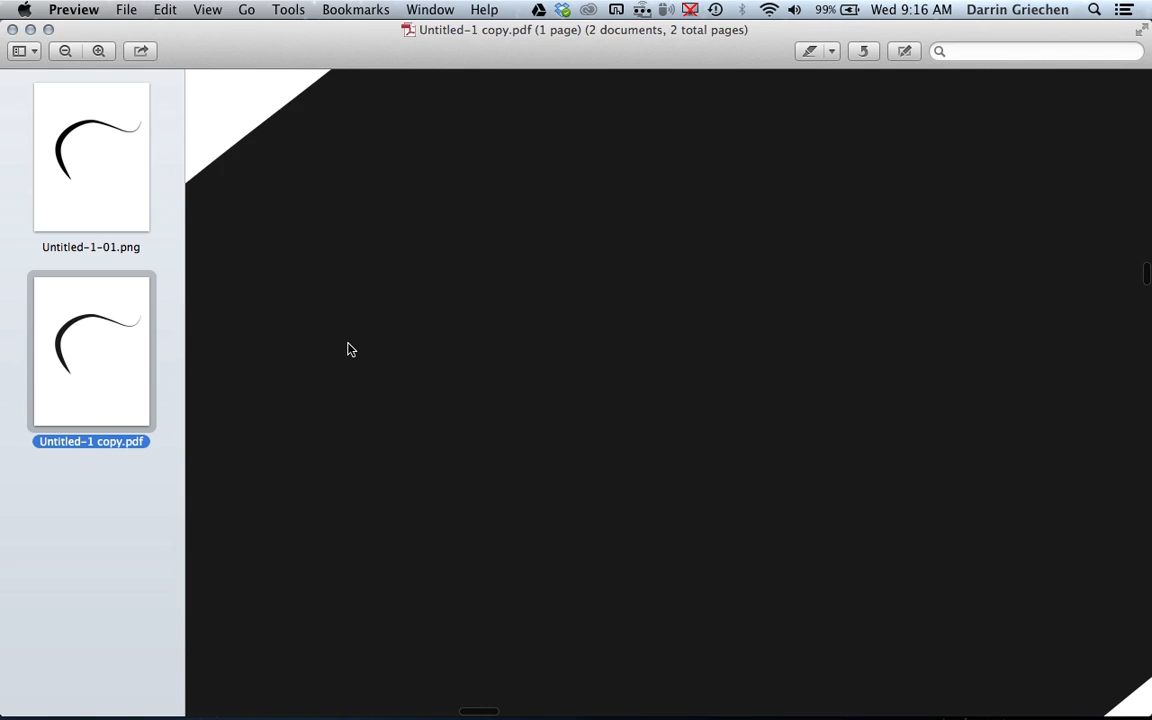 Preview File Edit View Go Tools Bookmarks Window Help 99% Wed 9:16 AM Darrin Griechen
Untitled-1 copy.pdf (1 page) (2 documents, 2 total pages)
Untitled-1-01.png
Untitled-1 copy.pdf